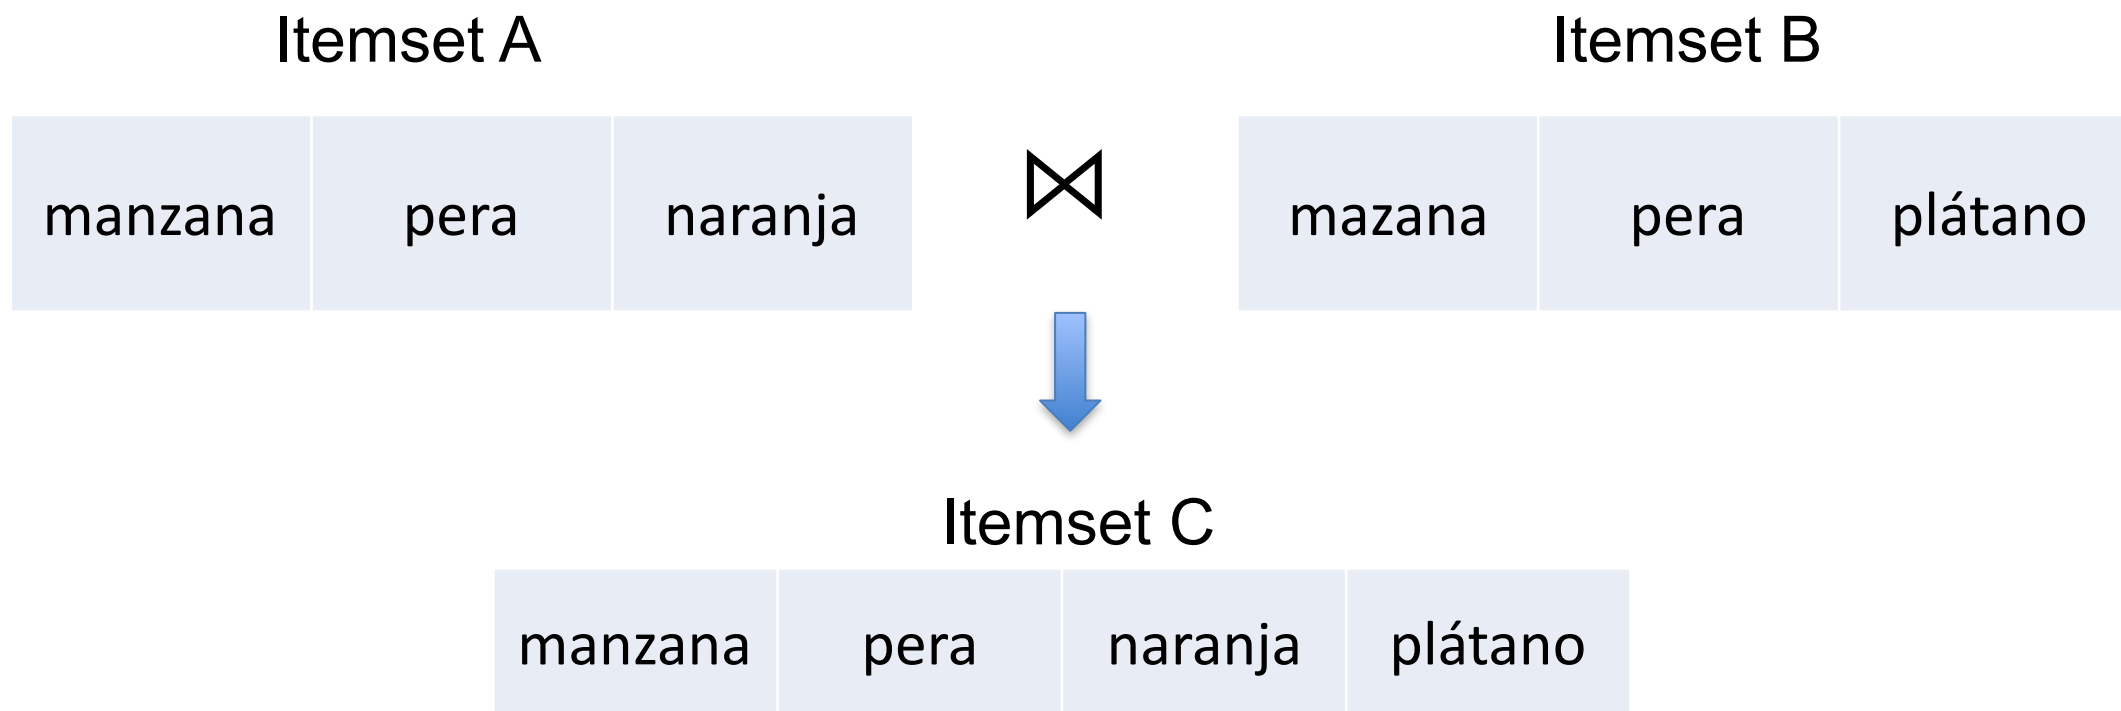 Itemset A Itemset B
manzana pera naranja ⋈ mazana pera plátano
Itemset C
manzana pera naranja plátano